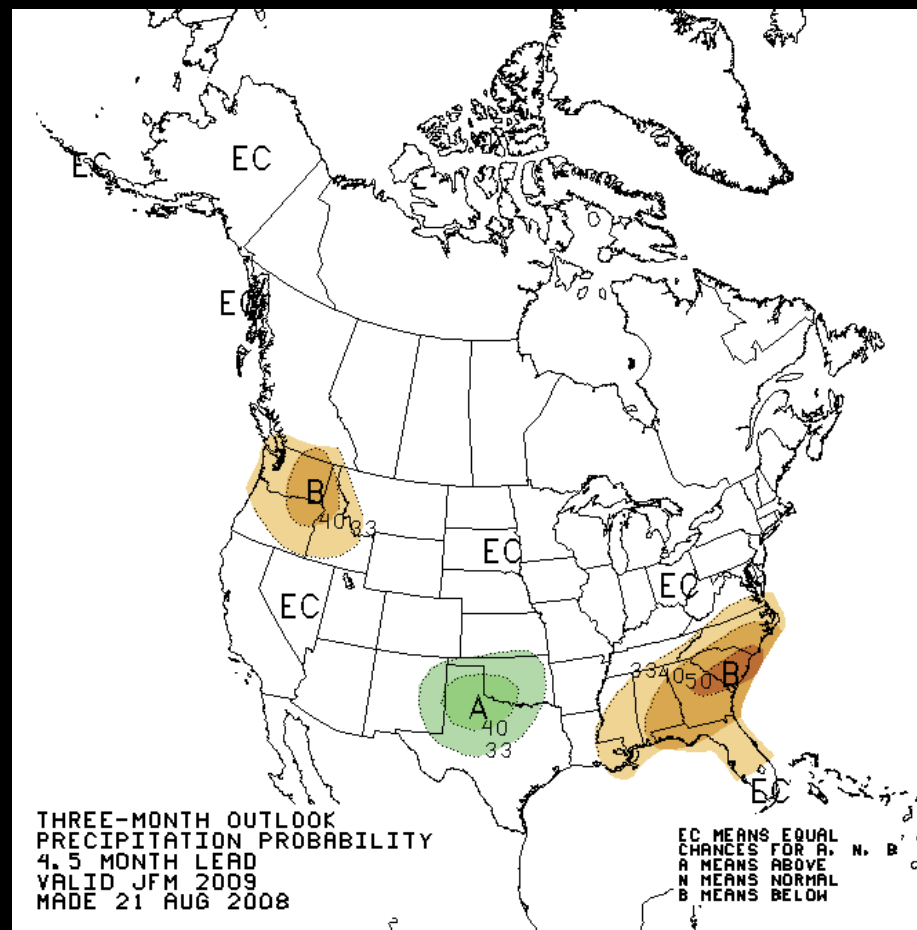 EC
EC
EC
B
40
33
EC
EC
EC
A
40
33
33
40
50
B
EC
THREE-MONTH OUTLOOK
PRECIPITATION PROBABILITY
4.5 MONTH LEAD
VALID JFM 2009
MADE 21 AUG 2008
EC MEANS EQUAL
CHANCES FOR A, N, B
A MEANS ABOVE
N MEANS NORMAL
B MEANS BELOW